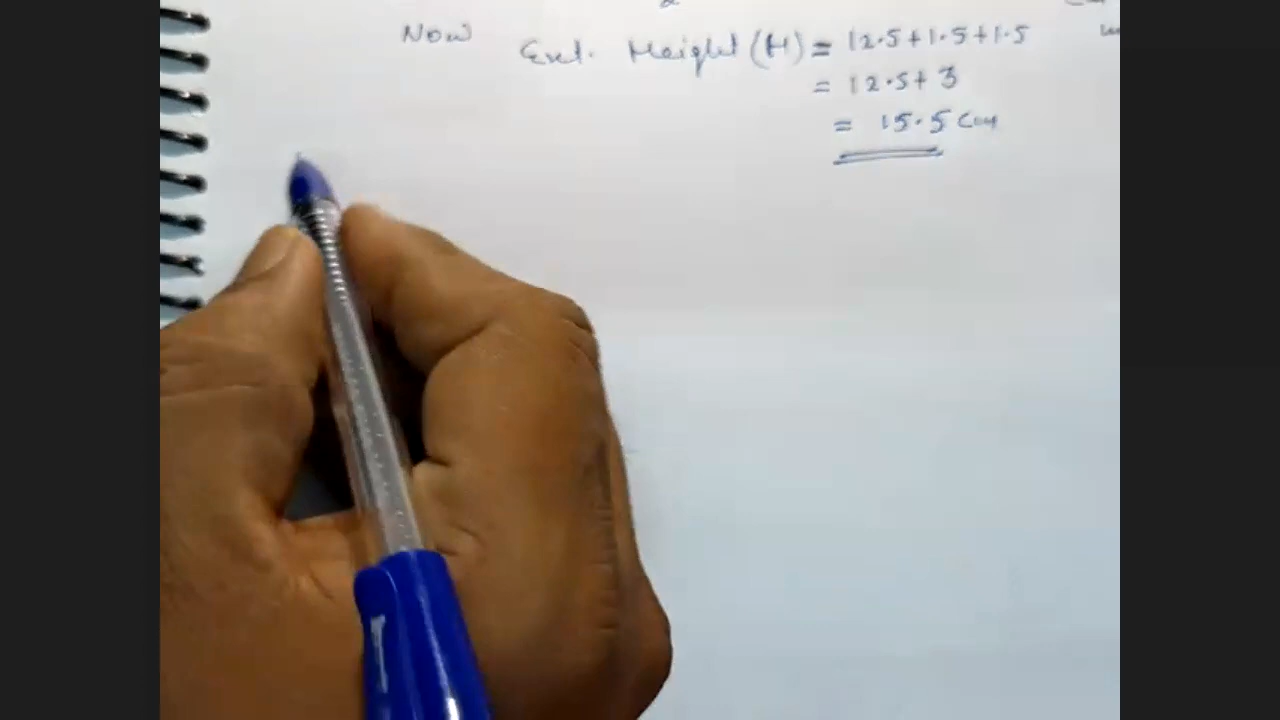 Now Ext. Height (H) = 12.5+1.5+1.5
= 12.5+ 3
= 15.5 Cm